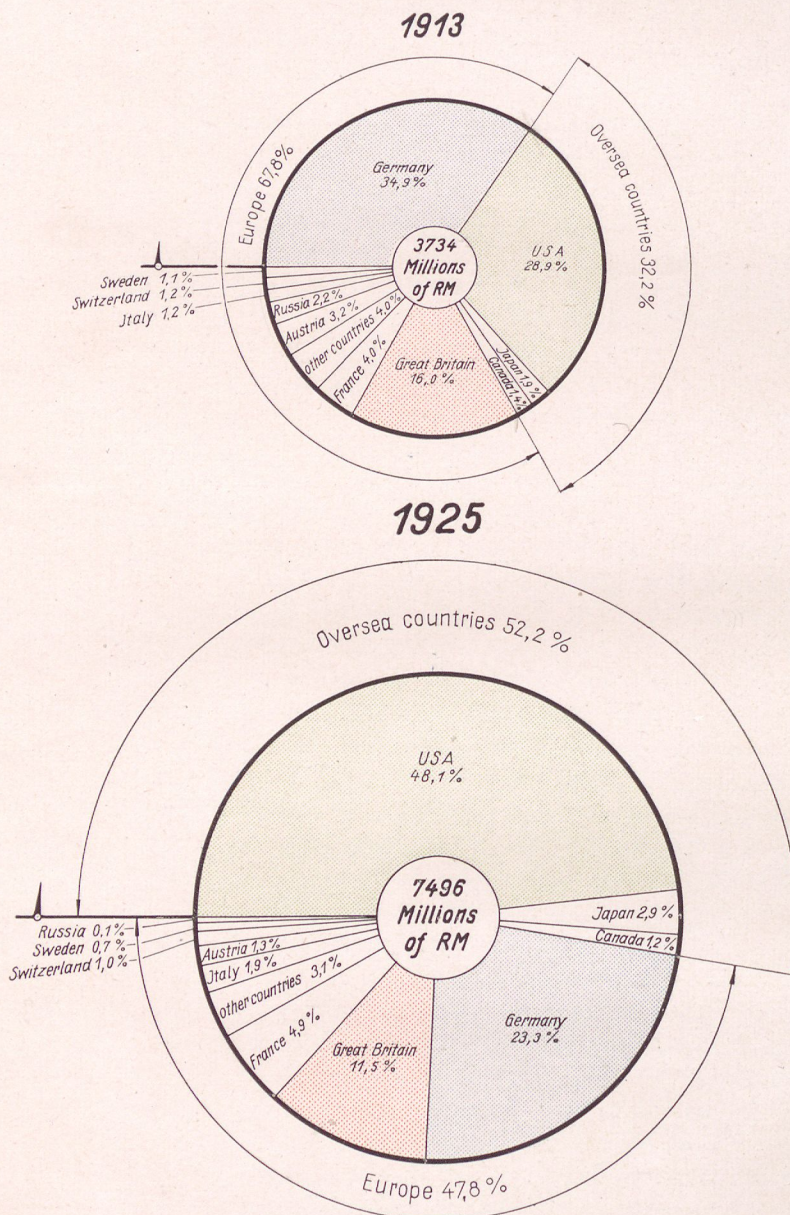 1913
Europe 67,8%
Oversea countries 32,2%
Germany
34,9%
USA
28,9%
3734
Millions
of RM
Sweden 1,1%
Switzerland 1,2%
Jtaly 1,2%
Russia 2,2%
Austria 3,2%
other countries 4,0%
France 4,0%
Great Britain
16,0%
Japan 1,9%
Canada 1,4%
1925
Oversea countries 52,2%
USA
48,1%
7496
Millions
of RM
Japan 2,9%
Canada 1,2%
Russia 0,1%
Sweden 0,7%
Switzerland 1,0%
Austria 1,3%
Jtaly 1,9%
other countries 3,1%
France 4,9%
Great Britain
11,5%
Germany
23,3%
Europe 47,8%